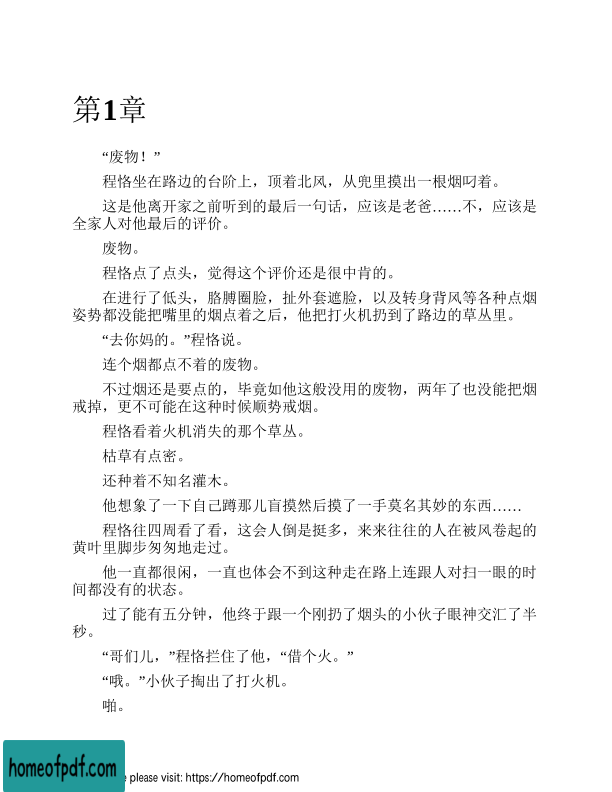 第1章
“废物！”
程恪坐在路边的台阶上，顶着北风，从兜里摸出一根烟叼着。
这是他离开家之前听到的最后一句话，应该是老爸……不，应该是
全家人对他最后的评价。
废物。
程恪点了点头，觉得这个评价还是很中肯的。
在进行了低头，胳膊圈脸，扯外套遮脸，以及转身背风等各种点烟
姿势都没能把嘴里的烟点着之后，他把打火机扔到了路边的草丛里。
“去你妈的。”程恪说。
连个烟都点不着的废物。
不过烟还是要点的，毕竟如他这般没用的废物，两年了也没能把烟
戒掉，更不可能在这种时候顺势戒烟。
程恪看着火机消失的那个草丛。
枯草有点密。
还种着不知名灌木。
他想象了一下自己蹲那儿盲摸然后摸了一手莫名其妙的东西……
程恪往四周看了看，这会人倒是挺多，来来往往的人在被风卷起的
黄叶里脚步匆匆地走过。
他一直都很闲，一直也体会不到这种走在路上连跟人对扫一眼的时
间都没有的状态。
过了能有五分钟，他终于跟一个刚扔了烟头的小伙子眼神交汇了半
秒。
“哥们儿，”程恪拦住了他，“借个火。”
“哦。”小伙子掏出了打火机。
啪。
homeofpdf.com
e please visit: https://homeofpdf.com